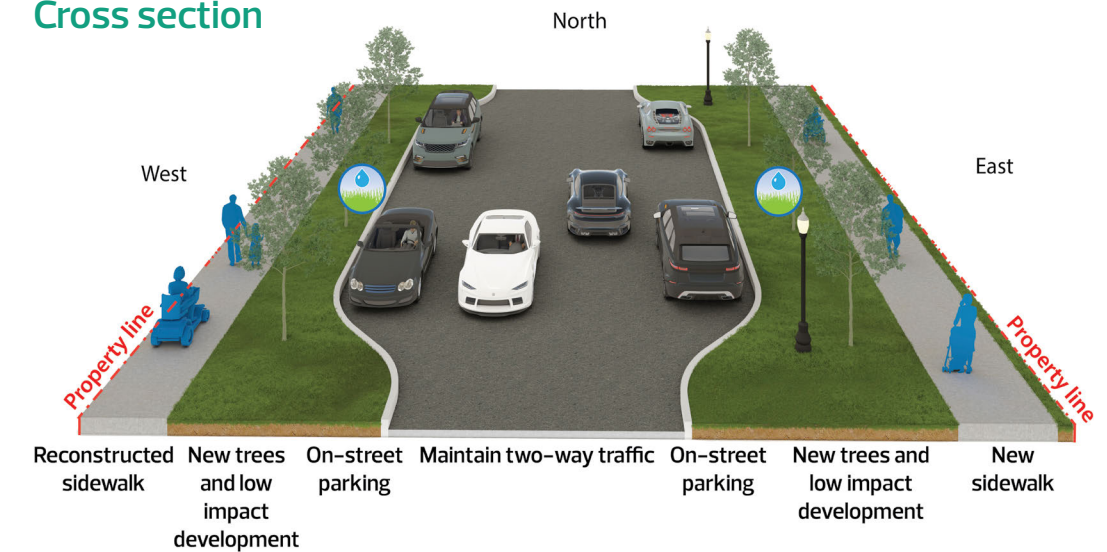 Cross section
North
West
East
Property line
Property line
Reconstructed
sidewalk
New trees
and low
impact
development
On-street
parking
Maintain two-way traffic
On-street
parking
New trees and
low impact
development
New
sidewalk